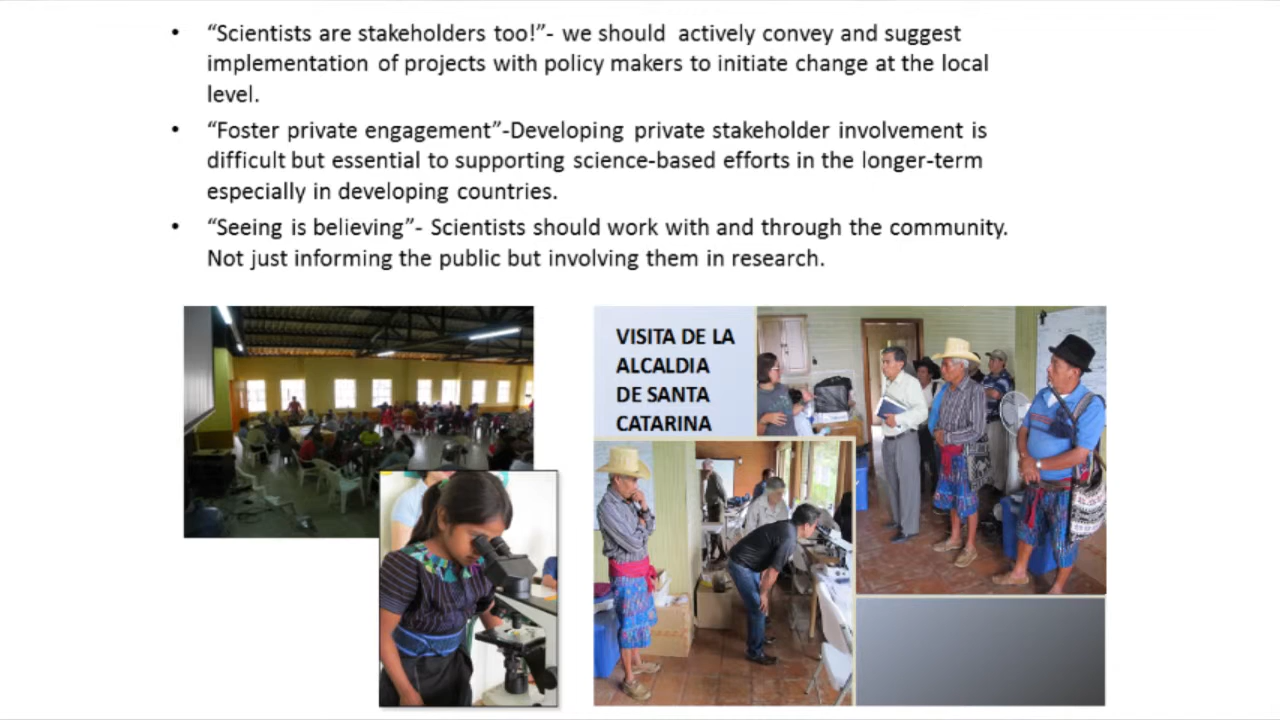 • “Scientists are stakeholders too!”- we should actively convey and suggest
implementation of projects with policy makers to initiate change at the local
level.
• “Foster private engagement”-Developing private stakeholder involvement is
difficult but essential to supporting science-based efforts in the longer-term
especially in developing countries.
• “Seeing is believing”- Scientists should work with and through the community.
Not just informing the public but involving them in research.
VISITA DE LA
ALCALDIA
DE SANTA
CATARINA